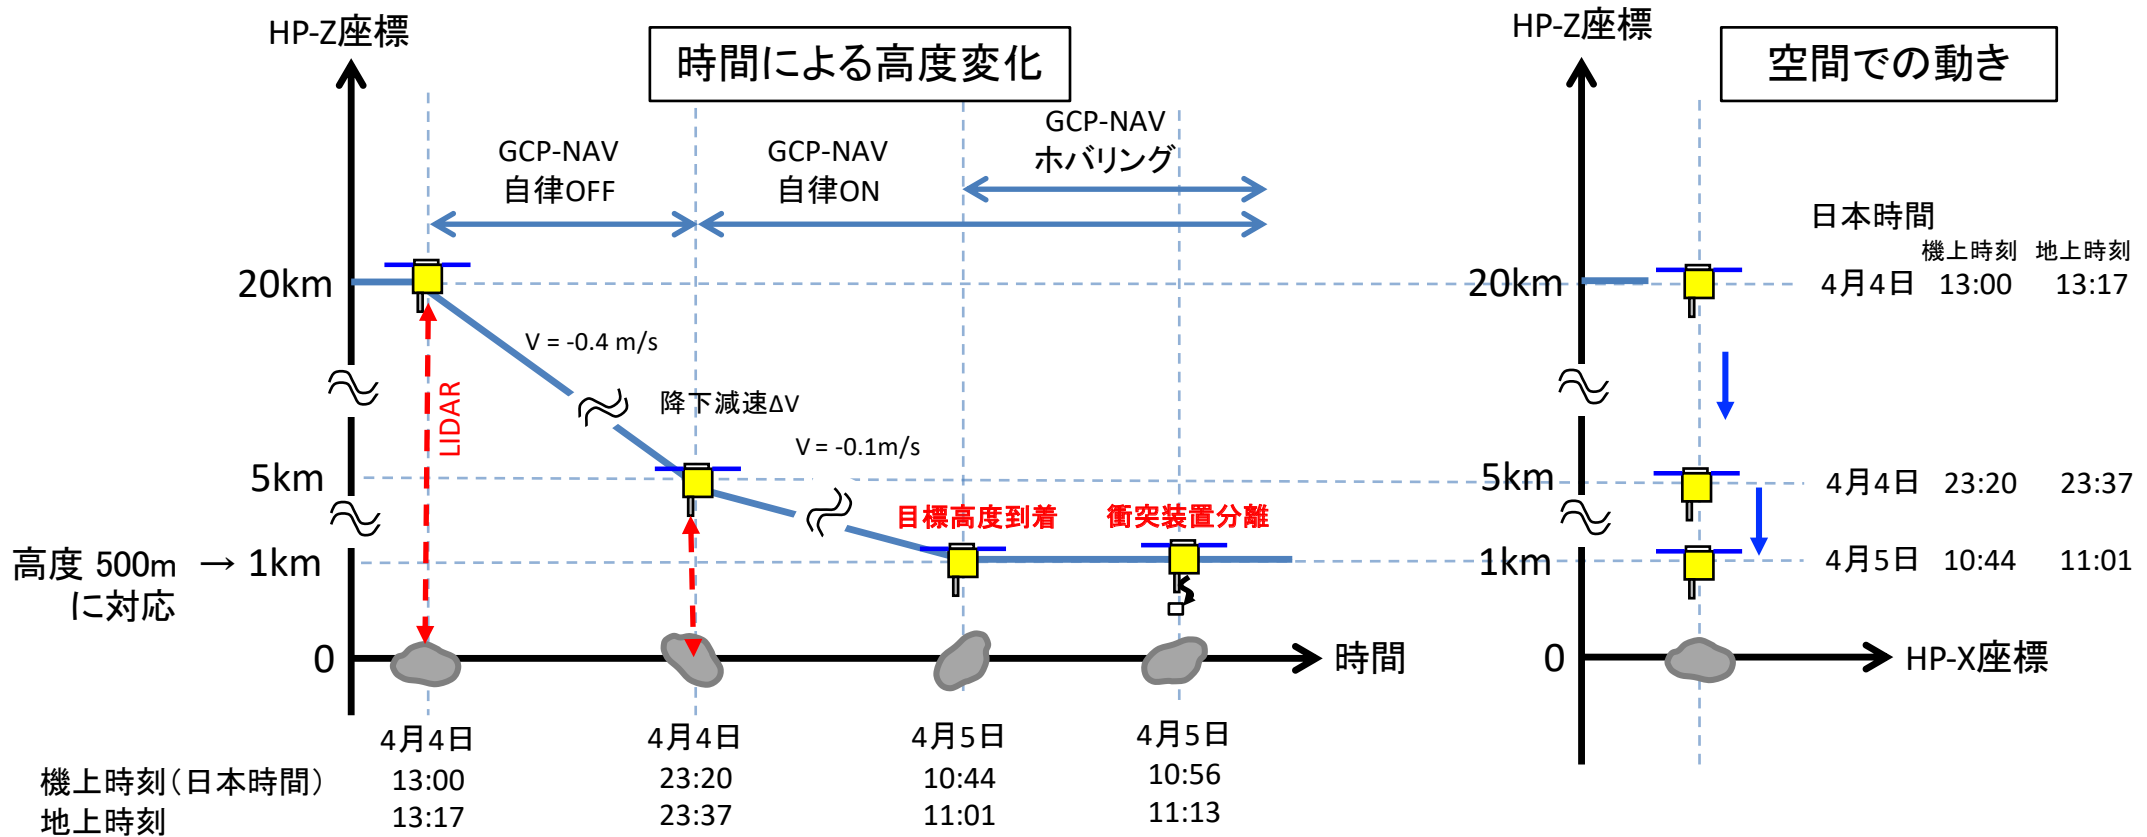 HP-Z座標
時間による高度変化
GCP-NAV
自律OFF
GCP-NAV
自律ON
GCP-NAV
ホバリング
20km
V = -0.4 m/s
LIDAR
降下減速ΔV
V = -0.1m/s
5km
目標高度到着
衝突装置分離
高度 500m → 1km
に対応
0
時間
4月4日
4月4日
4月5日
4月5日
機上時刻（日本時間）
13:00
23:20
10:44
10:56
地上時刻
13:17
23:37
11:01
11:13
HP-Z座標
空間での動き
日本時間
機上時刻 地上時刻
20km
4月4日 13:00 13:17
5km
4月4日 23:20 23:37
1km
4月5日 10:44 11:01
0
HP-X座標